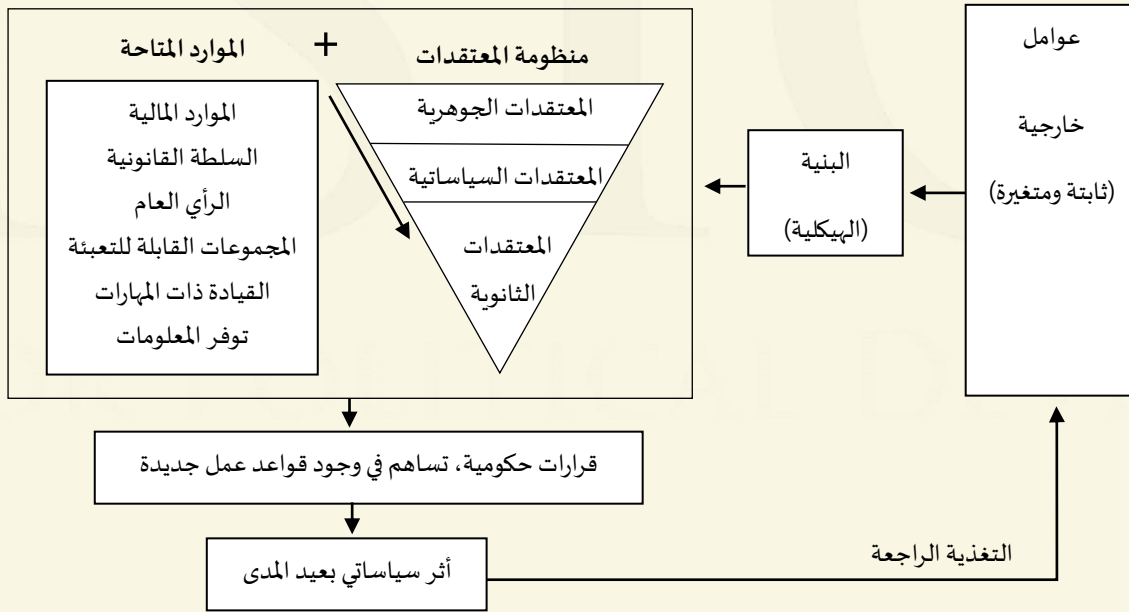 عوامل
خارجية
(ثابتة ومتغيرة)
البنية
(الهيكلية)
منظومة المعتقدات
+
الموارد المتاحة
المعتقدات الجوهرية
المعتقدات السياساتية
المعتقدات
الثانوية
الموارد المالية
السلطة القانونية
الرأي العام
المجموعات القابلة للتعبئة
القيادة ذات المهارات
توفر المعلومات
قرارات حكومية، تساهم في وجود قواعد عمل جديدة
أثر سياساتي بعيد المدى
التغذية الراجعة